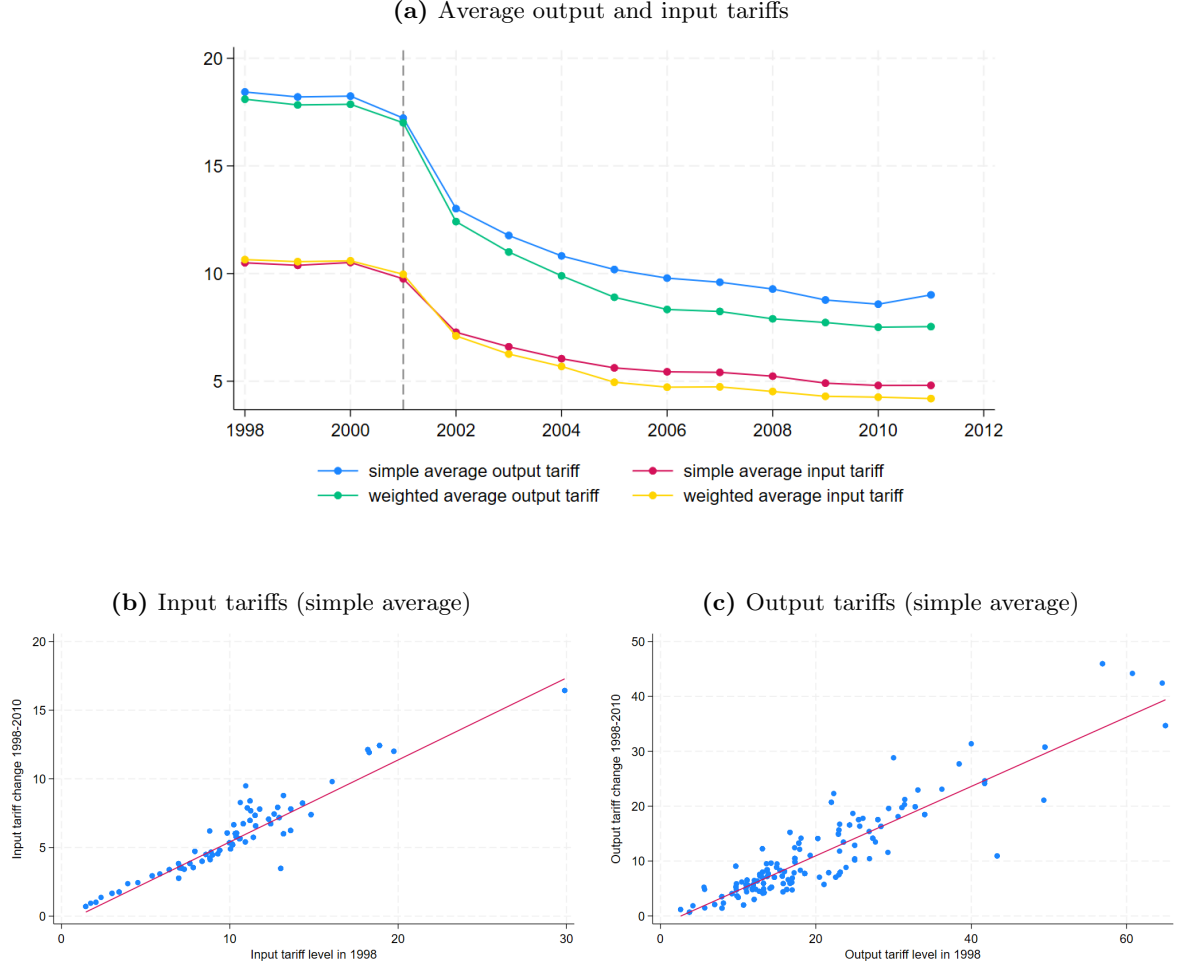 (a) Average output and input tariffs
20
15
10
5
1998 2000 2002 2004 2006 2008 2010 2012
simple average output tariff simple average input tariff
weighted average output tariff weighted average input tariff
(b) Input tariffs (simple average)
Input tariff change 1998-2010
20
15
10
5
0
0 10 20 30
Input tariff level in 1998
(c) Output tariffs (simple average)
Output tariff change 1998-2010
50
40
30
20
10
0
0 20 40 60
Output tariff level in 1998